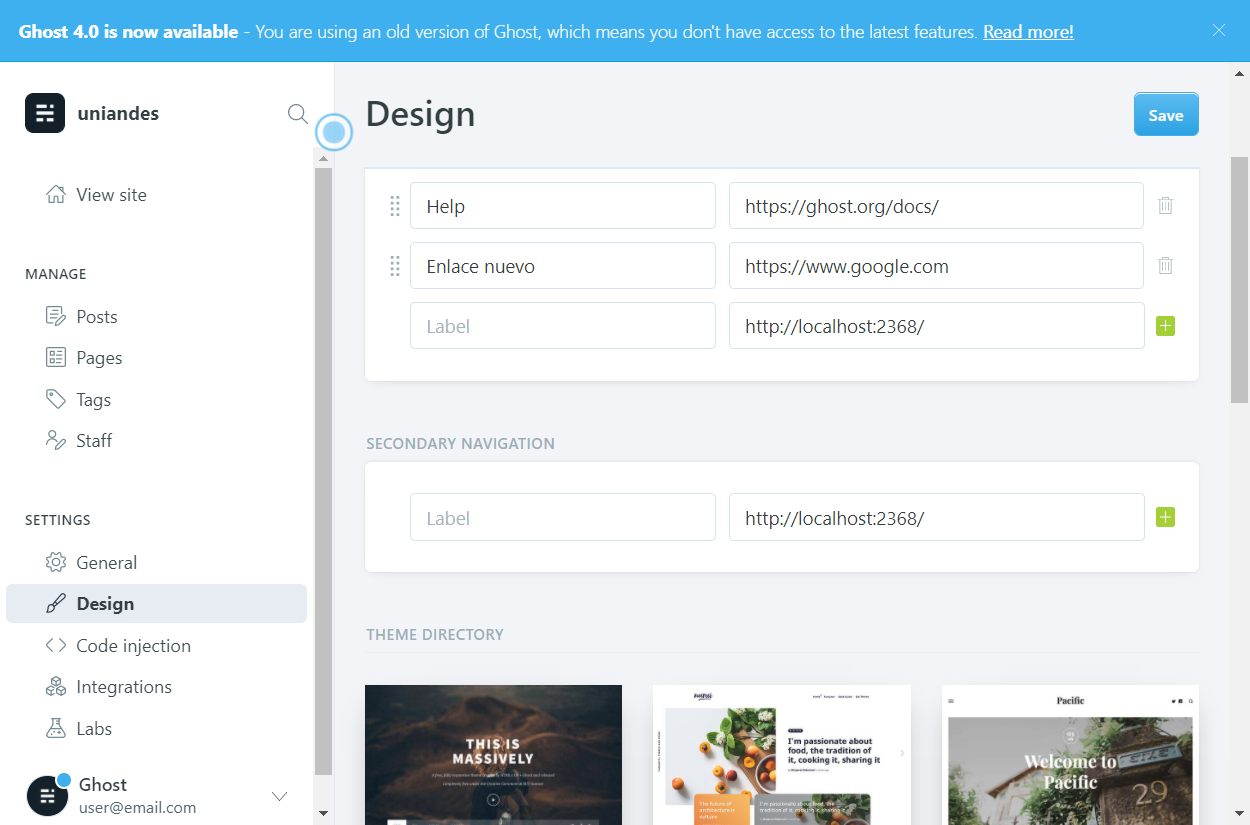 Ghost 4.0 is now available - You are using an old version of Ghost, which means you don't have access to the latest features. Read more!
uniandes
View site
MANAGE
Posts
Pages
Tags
Staff
SETTINGS
General
Design
Code injection
Integrations
Labs
Ghost
user@email.com
Design
Save
Help
https://ghost.org/docs/
Enlace nuevo
https://www.google.com
Label
http://localhost:2368/
SECONDARY NAVIGATION
Label
http://localhost:2368/
THEME DIRECTORY
THIS IS
MASSIVELY
I'm passionate about
food, the tradition of
it, cooking it, sharing it
The future of
architecture is
culture
I'm passionate about
food, the tradition of
it, cooking it, sharing it
Pacific
Welcome to
Pacific
29